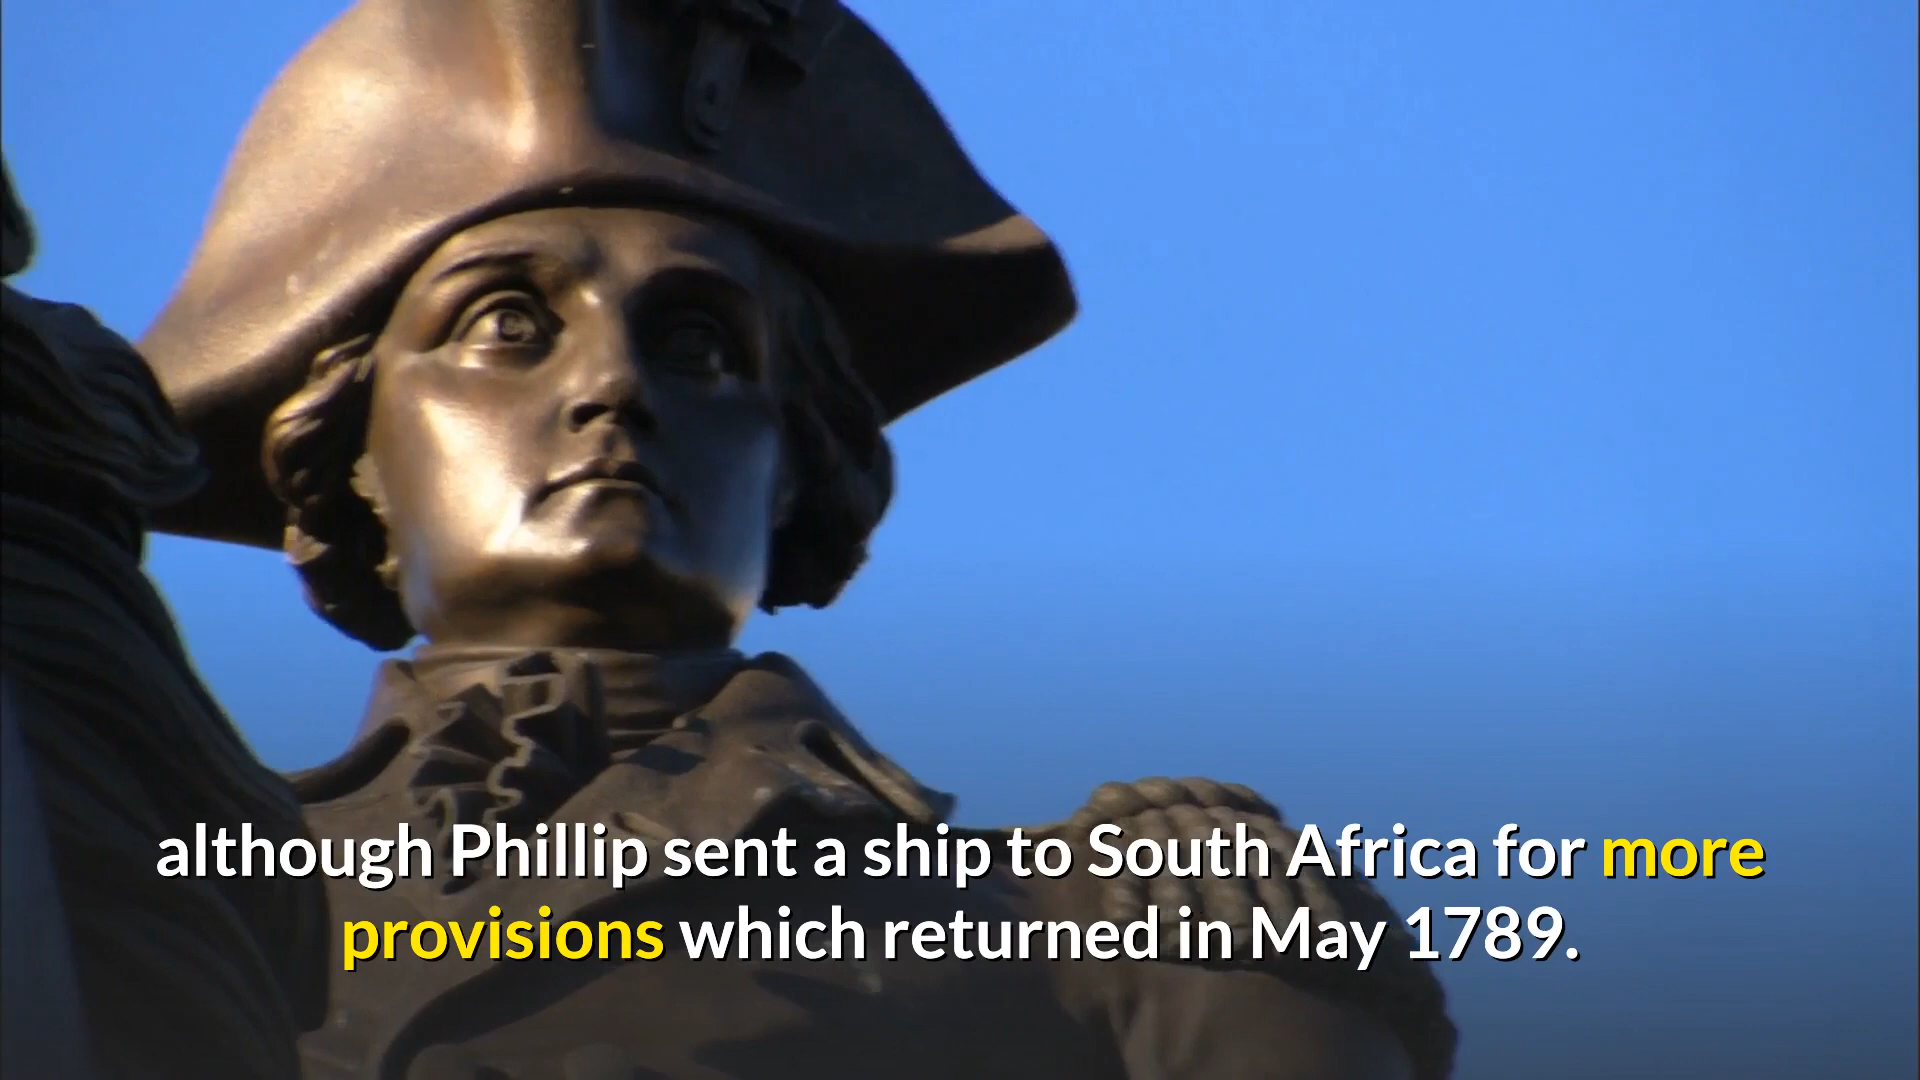 although Phillip sent a ship to South Africa for more
provisions which returned in May 1789.